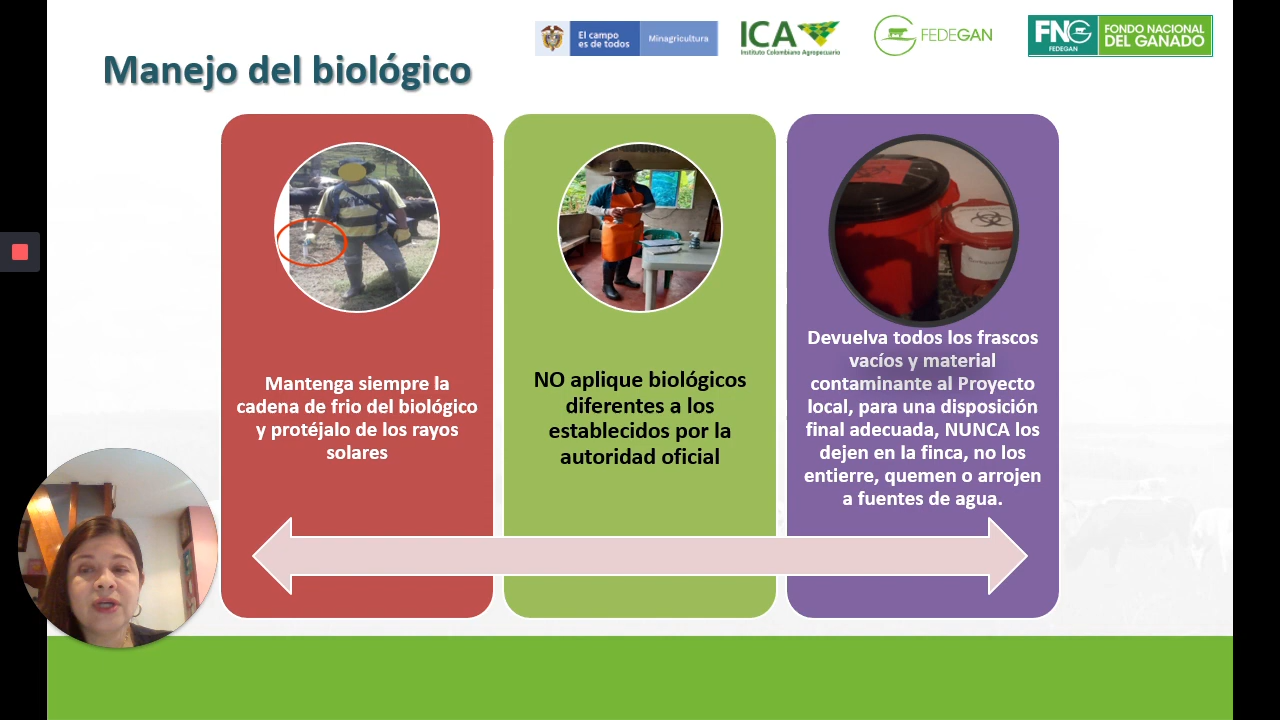 El campo
es de todos
Minagricultura
ICA
Instituto Colombiano Agropecuario
FEDEGAN
FNG
FEDEGAN
FONDO NACIONAL
DEL GANADO
Manejo del biológico
Mantenga siempre la
cadena de frio del biológico
y protéjalo de los rayos
solares
NO aplique biológicos
diferentes a los
establecidos por la
autoridad oficial
Devuelva todos los frascos
vacíos y material
contaminante al Proyecto
local, para una disposición
final adecuada, NUNCA los
dejen en la finca, no los
entierre, quemen o arrojen
a fuentes de agua.